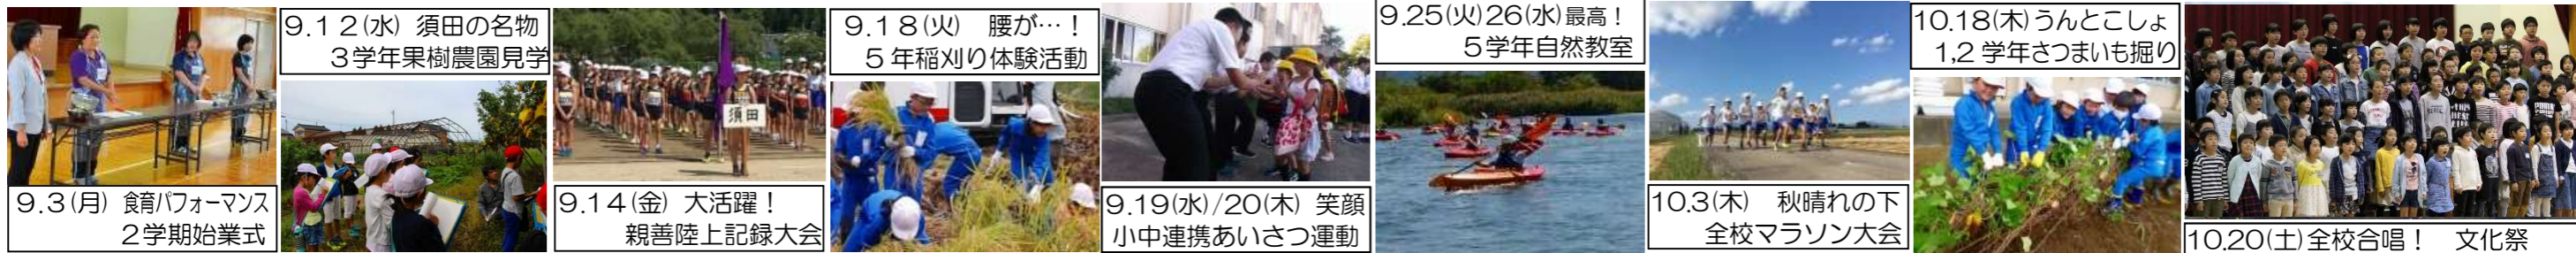 9.3(月) 食育パフォーマンス
2学期始業式
9.12(水) 須田の名物
3学年果樹農園見学
須田
9.14(金) 大活躍！
親善陸上記録大会
9.18(火) 腰が…！
5年稲刈り体験活動
9.19(水)/20(木) 笑顔
小中連携あいさつ運動
9.25(火)26(水)最高！
5学年自然教室
10.3(木) 秋晴れの下
全校マラソン大会
10.18(木)うんとこしょ
1,2学年さつまいも掘り
10.20(土)全校合唱！ 文化祭